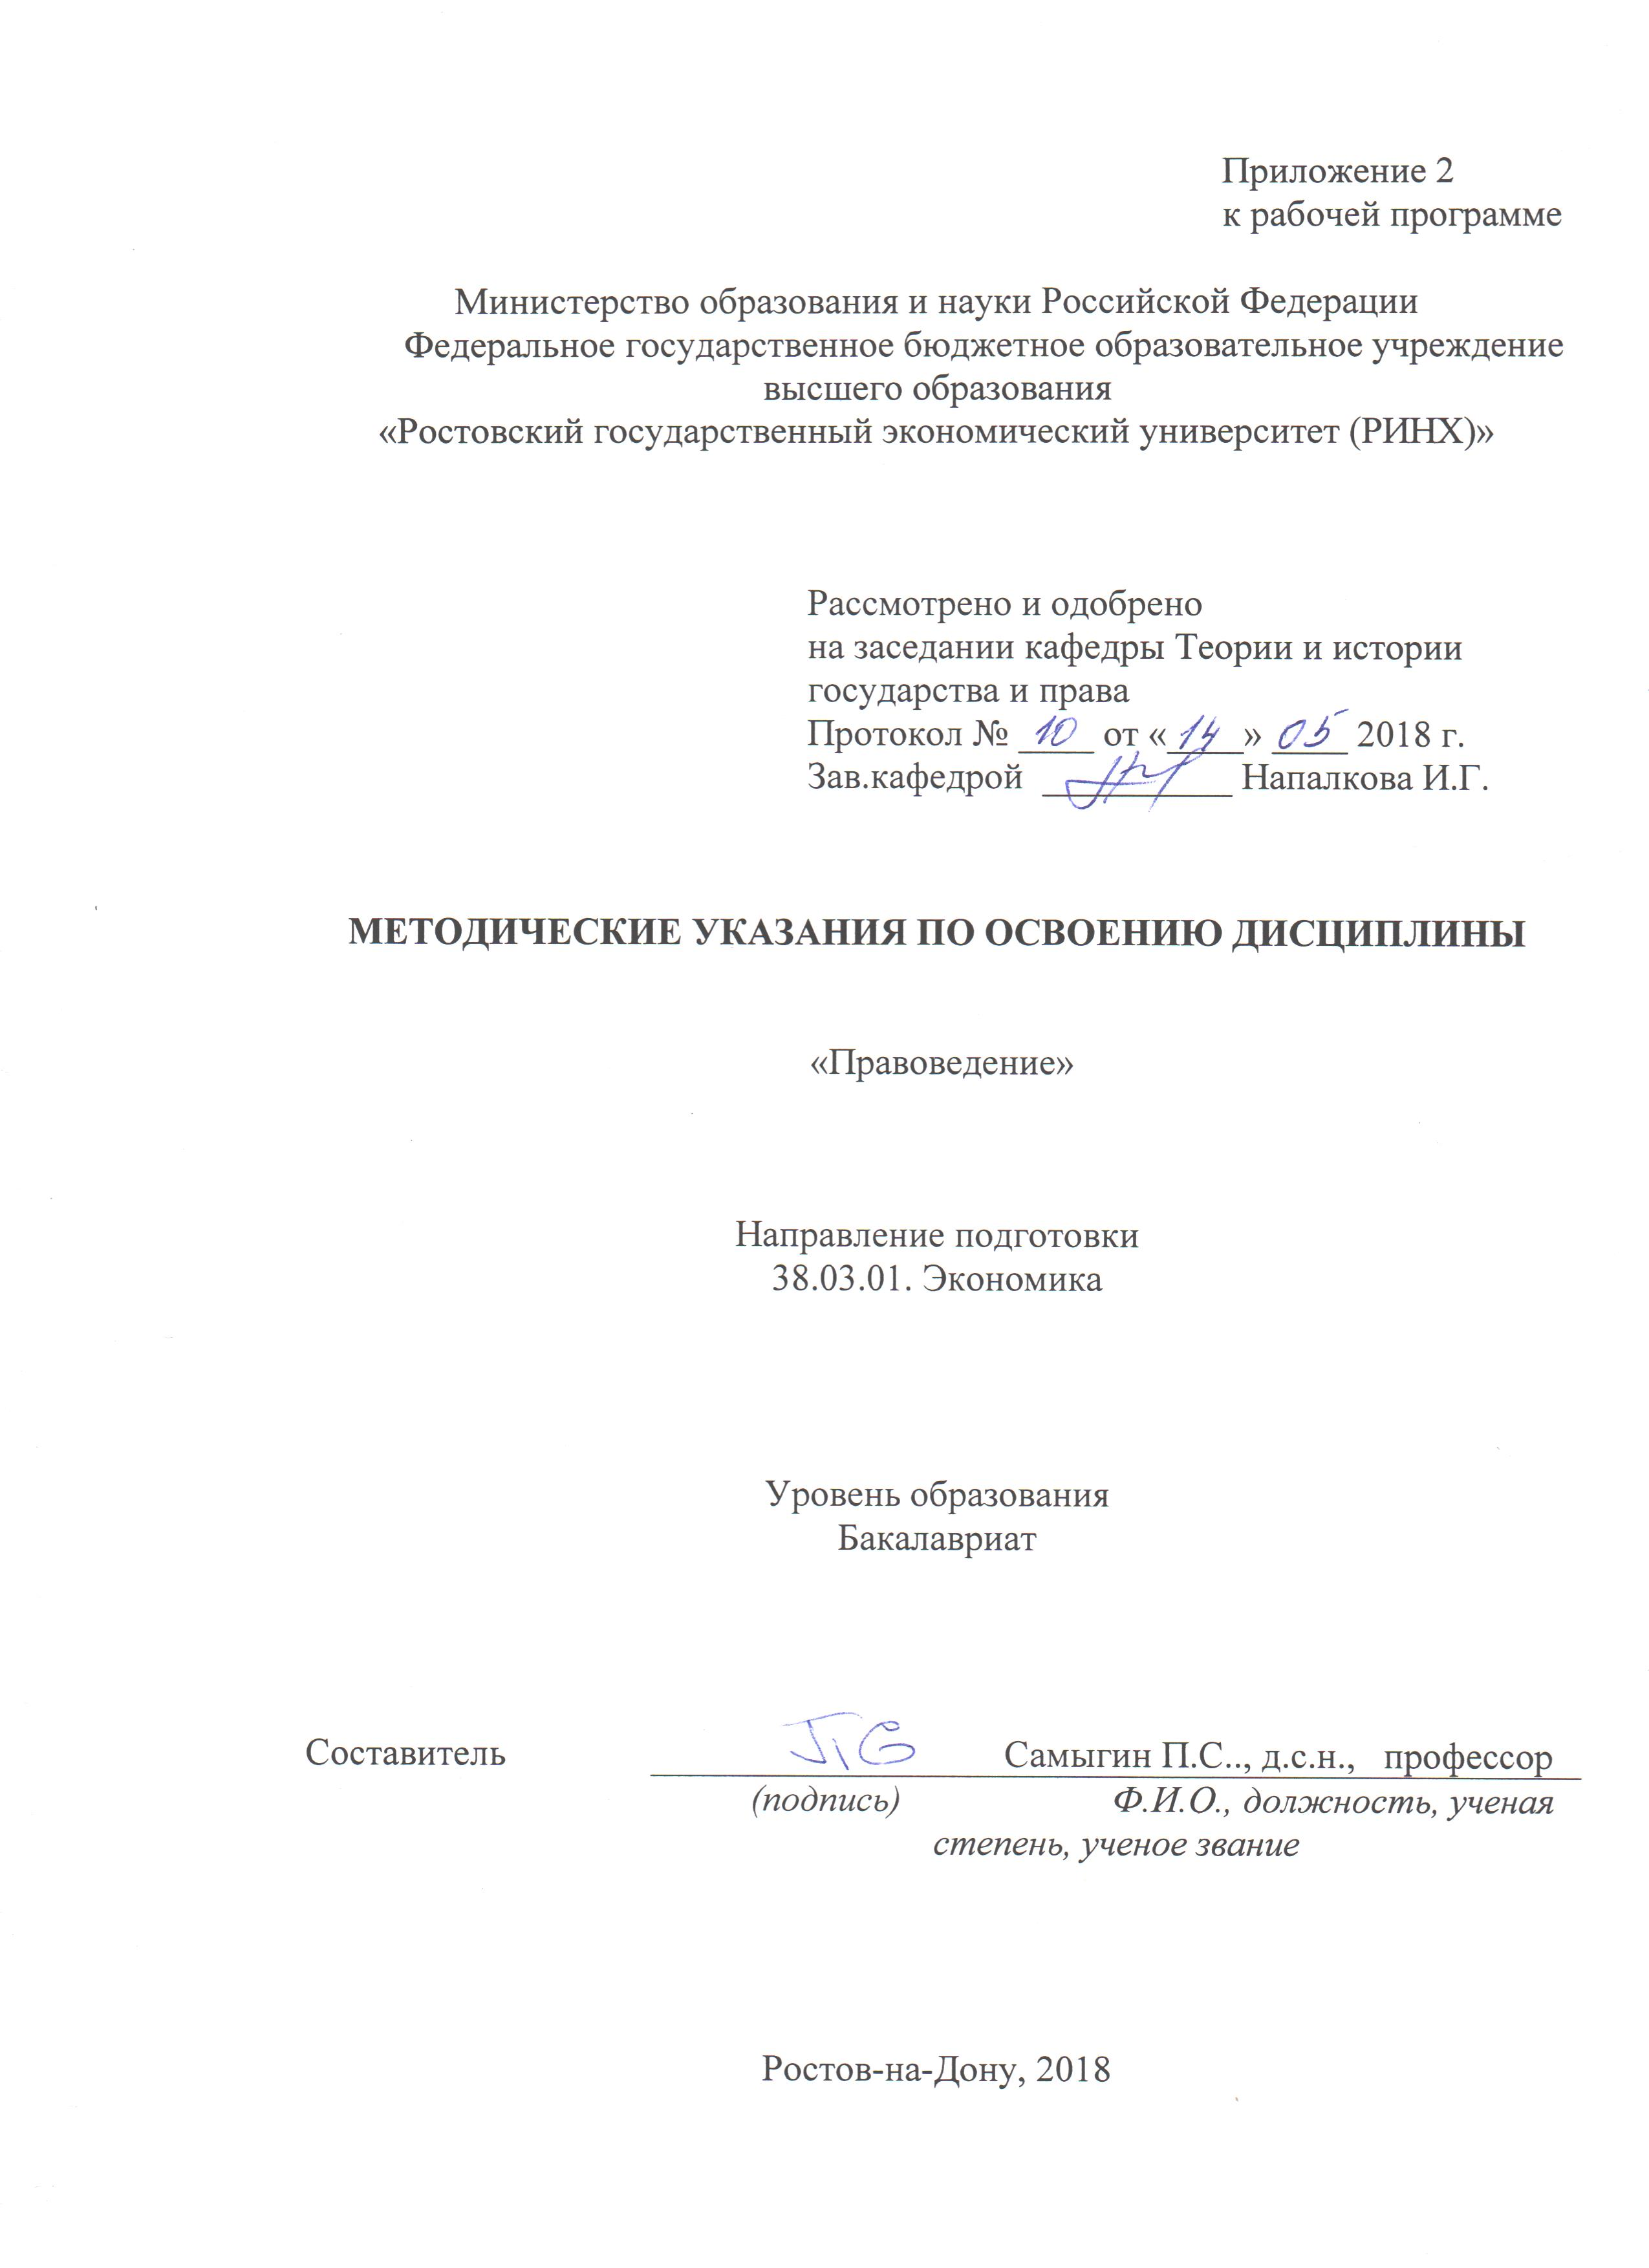 Приложение 2
к рабочей программе
Министерство образования и науки Российской Федерации
Федеральное государственное бюджетное образовательное учреждение
высшего образования
«Ростовский государственный экономический университет (РИНХ)»
Рассмотрено и одобрено
на заседании кафедры Теории и истории
государства и права
Протокол № 10 от «14» 05 2018 г.
Зав.кафедрой Напалкова И.Г.
МЕТОДИЧЕСКИЕ УКАЗАНИЯ ПО ОСВОЕНИЮ ДИСЦИПЛИНЫ
«Правоведение»
Направление подготовки
38.03.01. Экономика
Уровень образования
Бакалавриат
Составитель Самыгин П.С.., д.с.н., профессор
(подпись) Ф.И.О., должность, ученая
степень, ученое звание
Ростов-на-Дону, 2018